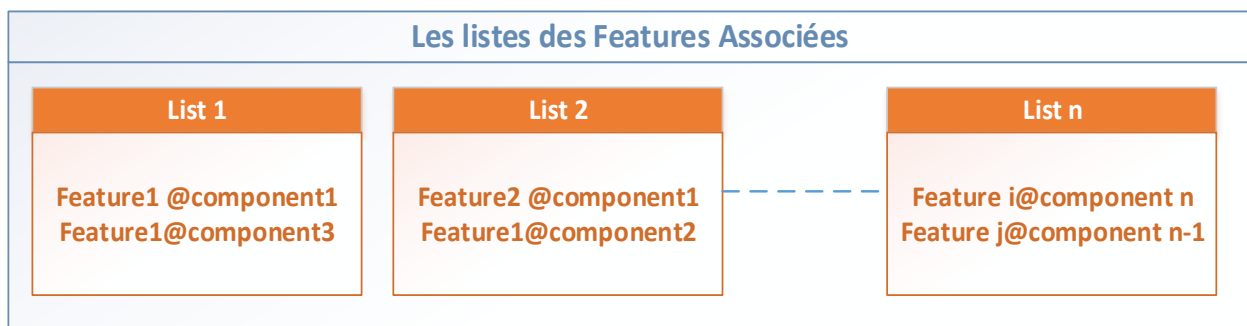 Les listes des Features Associées
List 1
Feature1 @component1
Feature1@component3
List 2
Feature2 @component1
Feature1@component2
List n
Feature i@component n
Feature j@component n-1